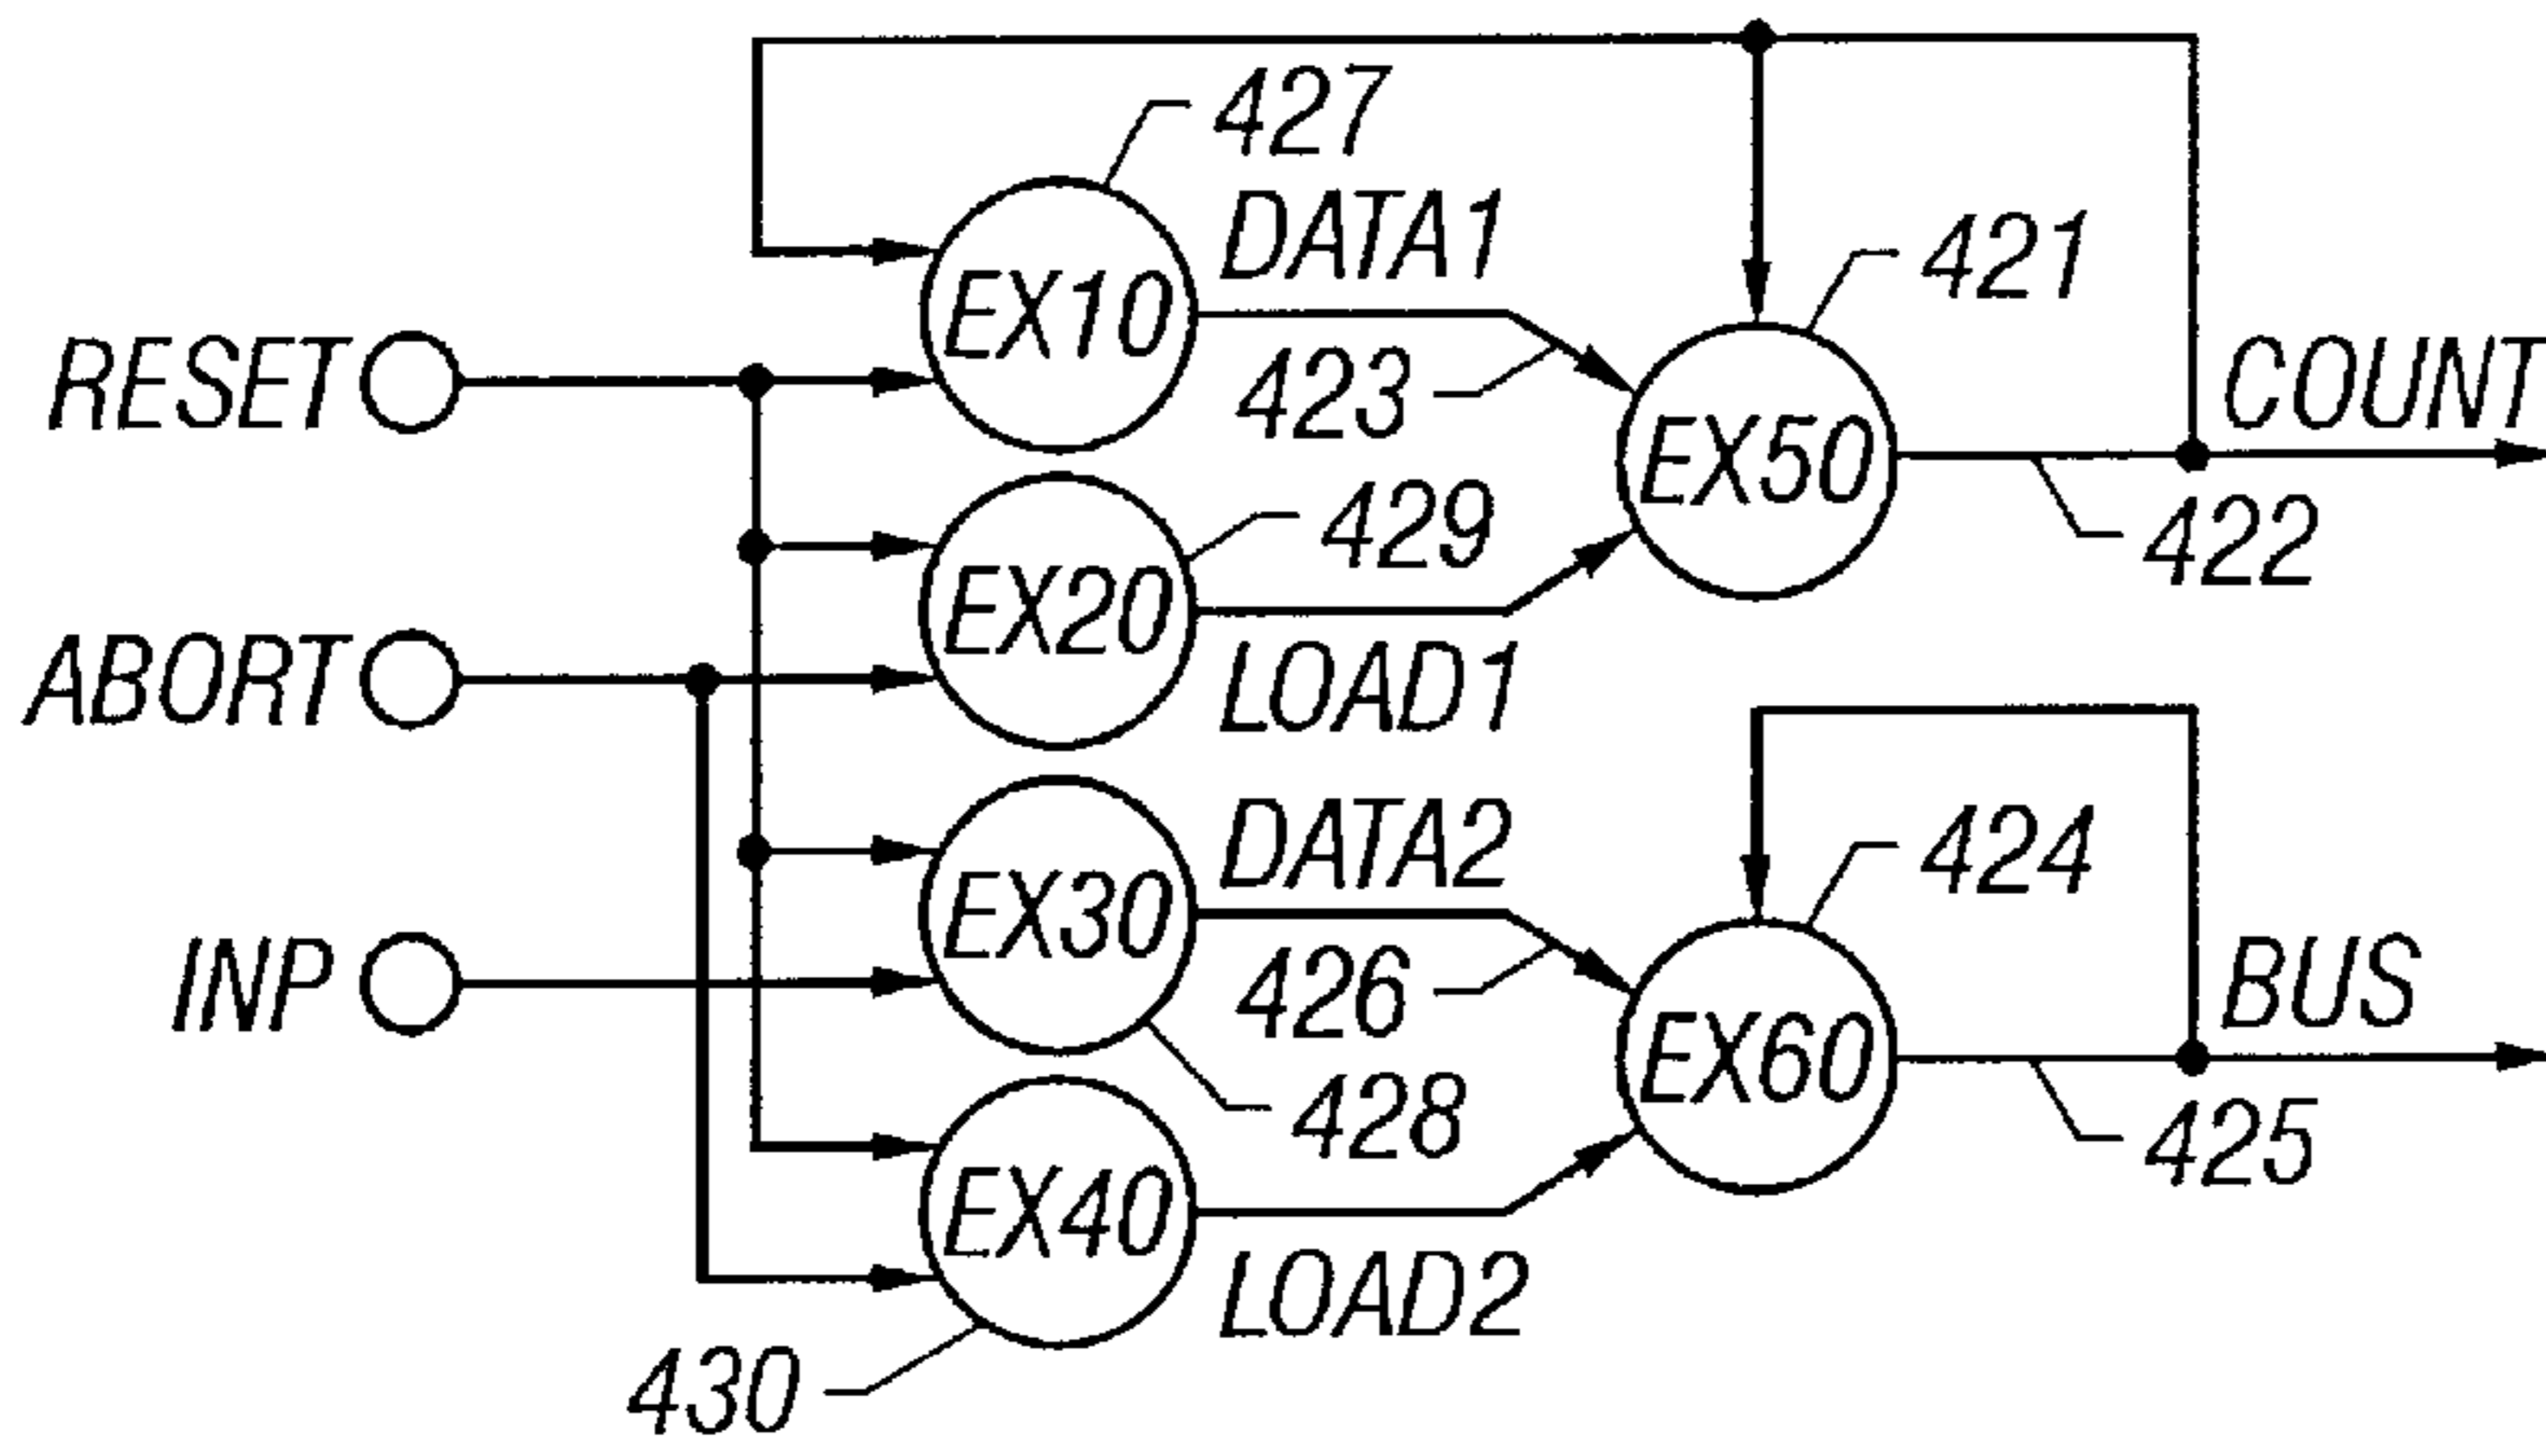 427
DATA1
421
EX10
RESET
423
COUNT
EX50
429
422
EX20
ABORT
LOAD1
DATA2
424
EX30
INP
426
BUS
EX60
428
425
EX40
LOAD2
430